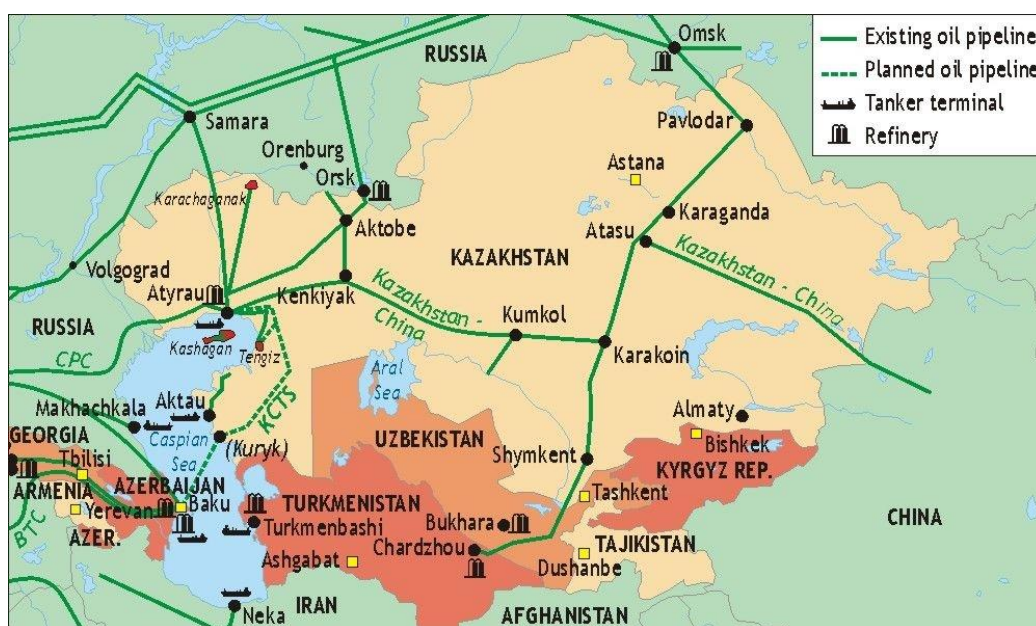 Omsk
RUSSIA
Existing oil pipeline
Planned oil pipeline
Tanker terminal
Refinery
Samara
Pavlodar
Orenburg
Orsk
Astana
Karachaganak
Aktobe
Karaganda
Atasu
KAZAKHSTAN
Volgograd
Atyrau
Kenkiyak
Kazakhstan -
China
Kazakhstan - China
RUSSIA
Kumkol
Kashagan
Tengiz
Karakoin
CPC
Aral
Sea
KCTS
Aktau
Makhachkala
Almaty
GEORGIA
Caspian
Sea
(Kuryk)
UZBEKISTAN
Bishkek
Tbilisi
Shymkent
KYRGYZ REP.
ARMENIA
AZERBAIJAN
TURKMENISTAN
Tashkent
Yerevan
Baku
Bukhara
CHINA
BTC
AZER.
Turkmenbashi
Chardzhou
TAJIKISTAN
Ashgabat
Dushanbe
IRAN
Neka
AFGHANISTAN